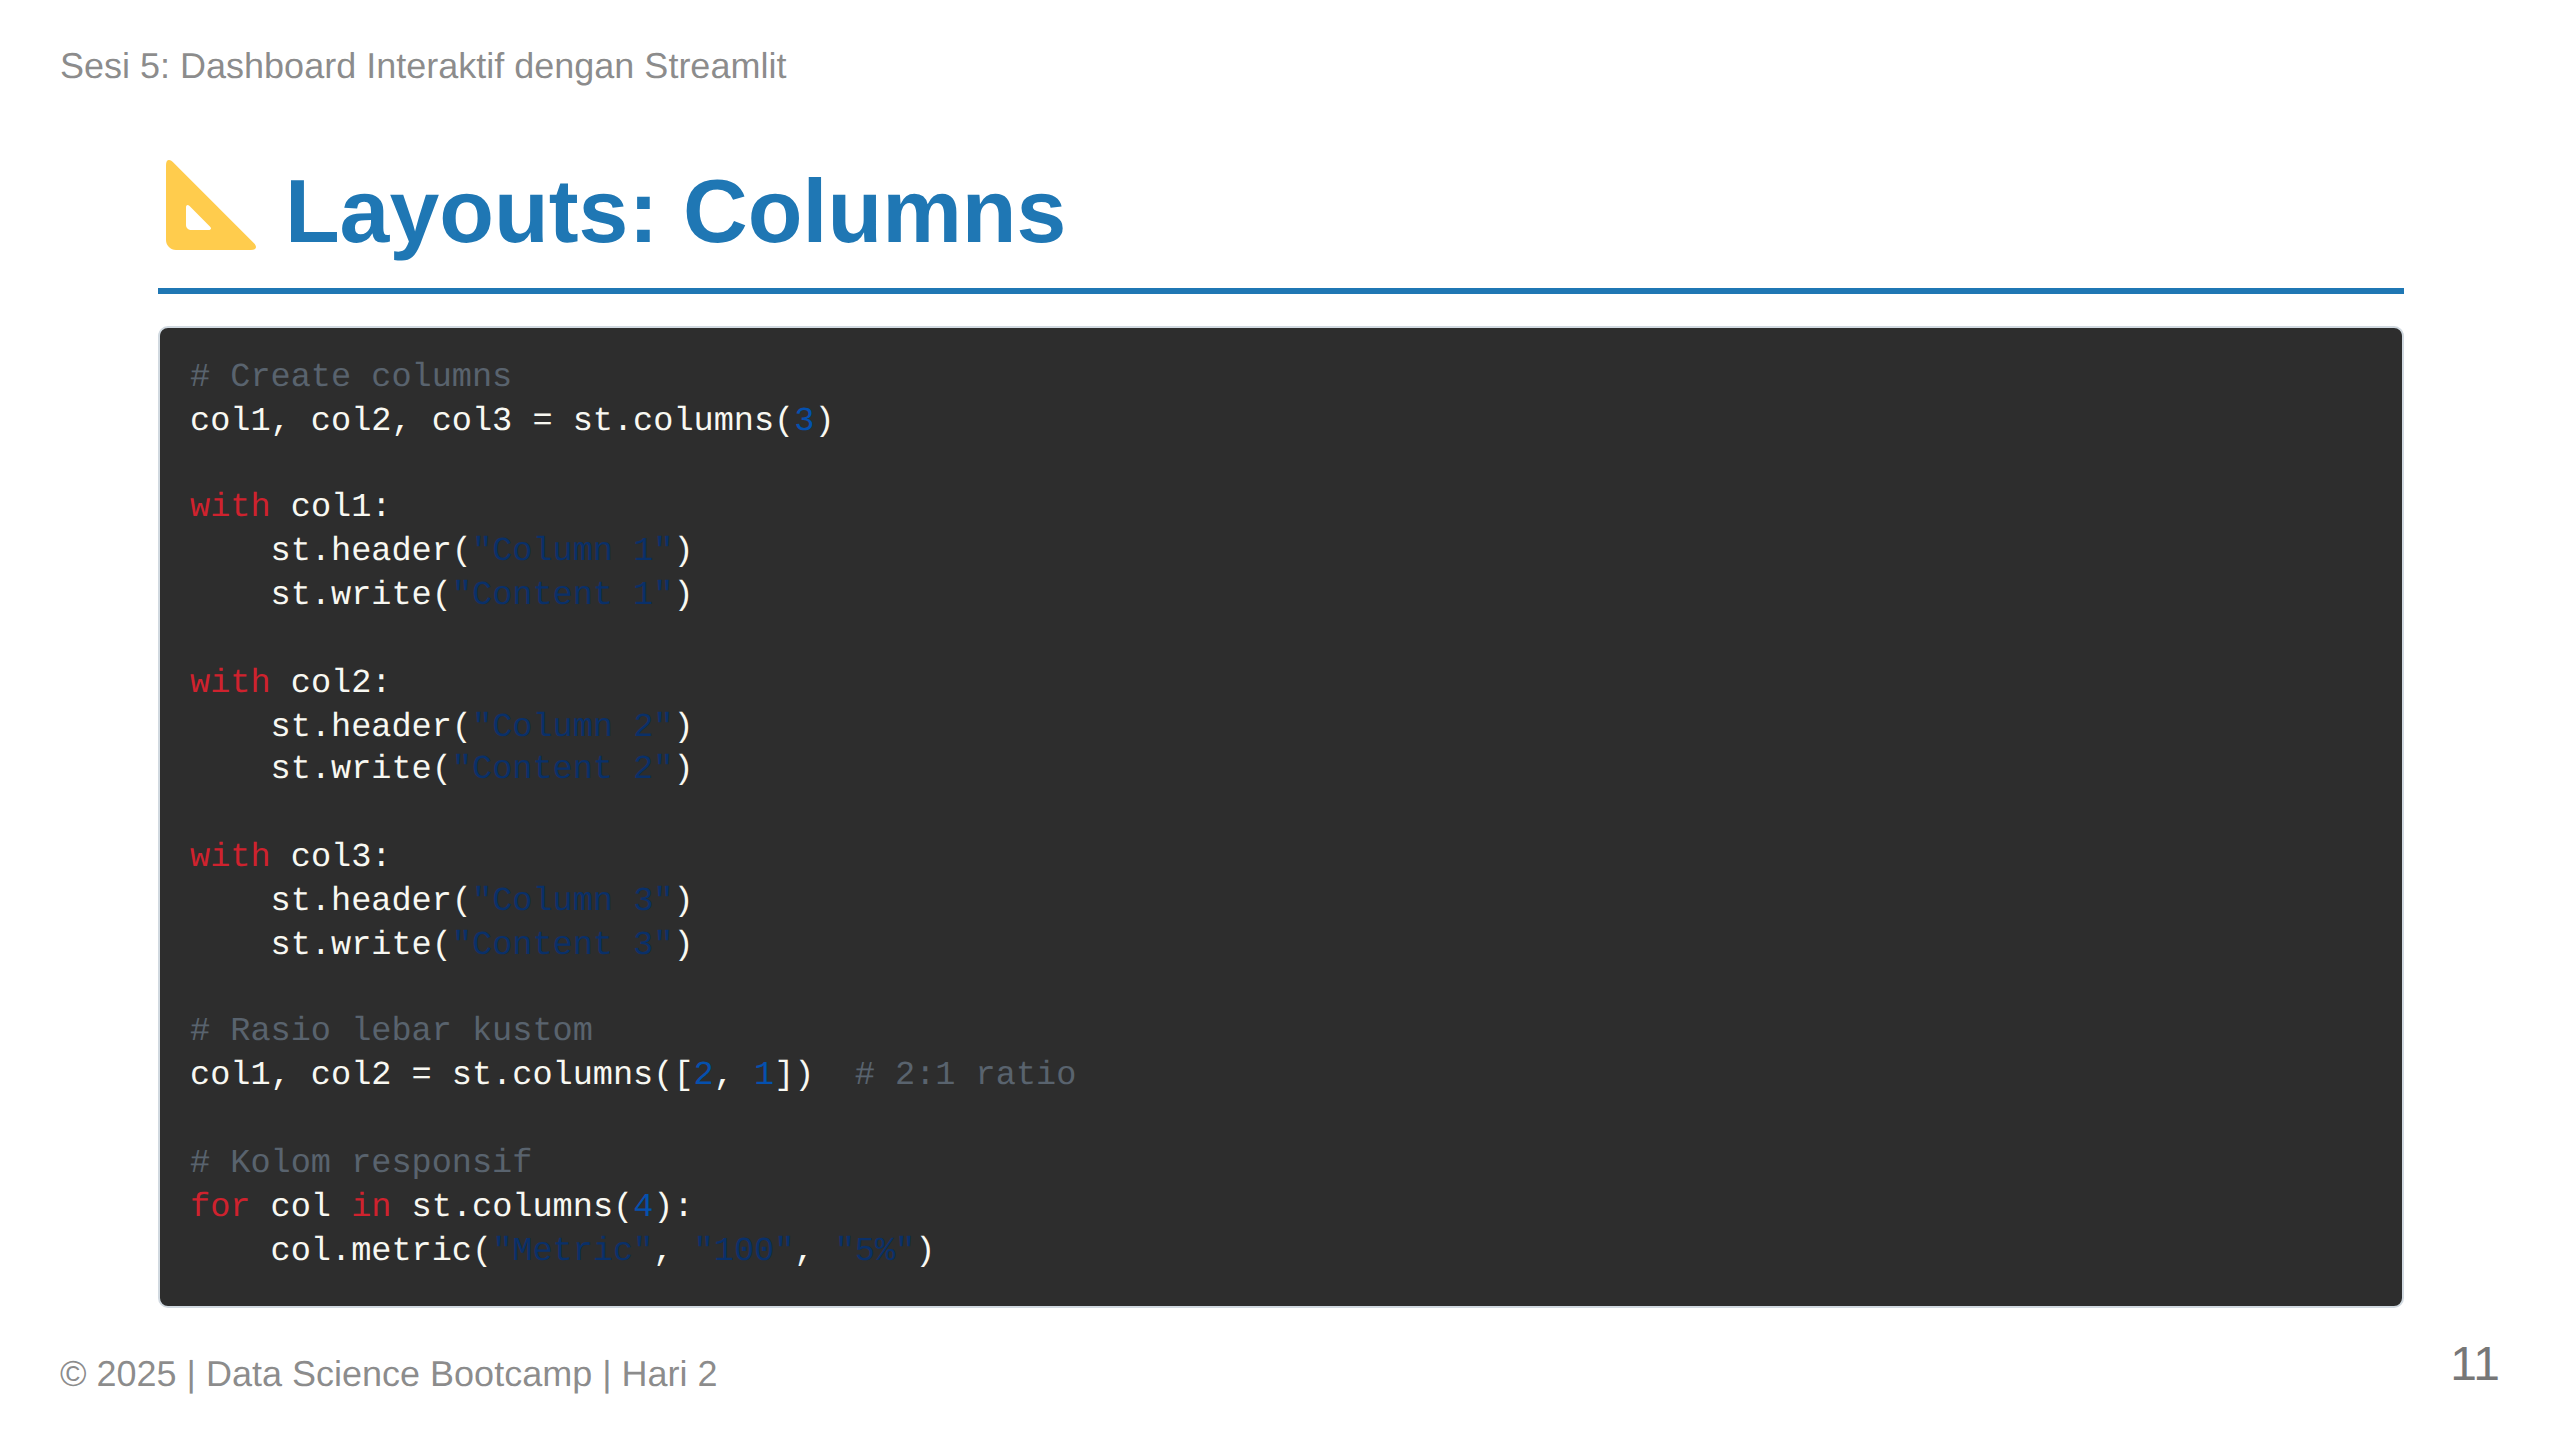 Sesi 5: Dashboard Interaktif dengan Streamlit
Layouts: Columns
# Create columns
col1, col2, col3 = st.columns(3)
with col1:
    st.header("Column 1")
    st.write("Content 1")
with col2:
    st.header("Column 2")
    st.write("Content 2")
with col3:
    st.header("Column 3")
    st.write("Content 3")
# Rasio lebar kustom
col1, col2 = st.columns([2, 1])  # 2:1 ratio
# Kolom responsif
for col in st.columns(4):
    col.metric("Metric", "100", "5%")
© 2025 | Data Science Bootcamp | Hari 2
11